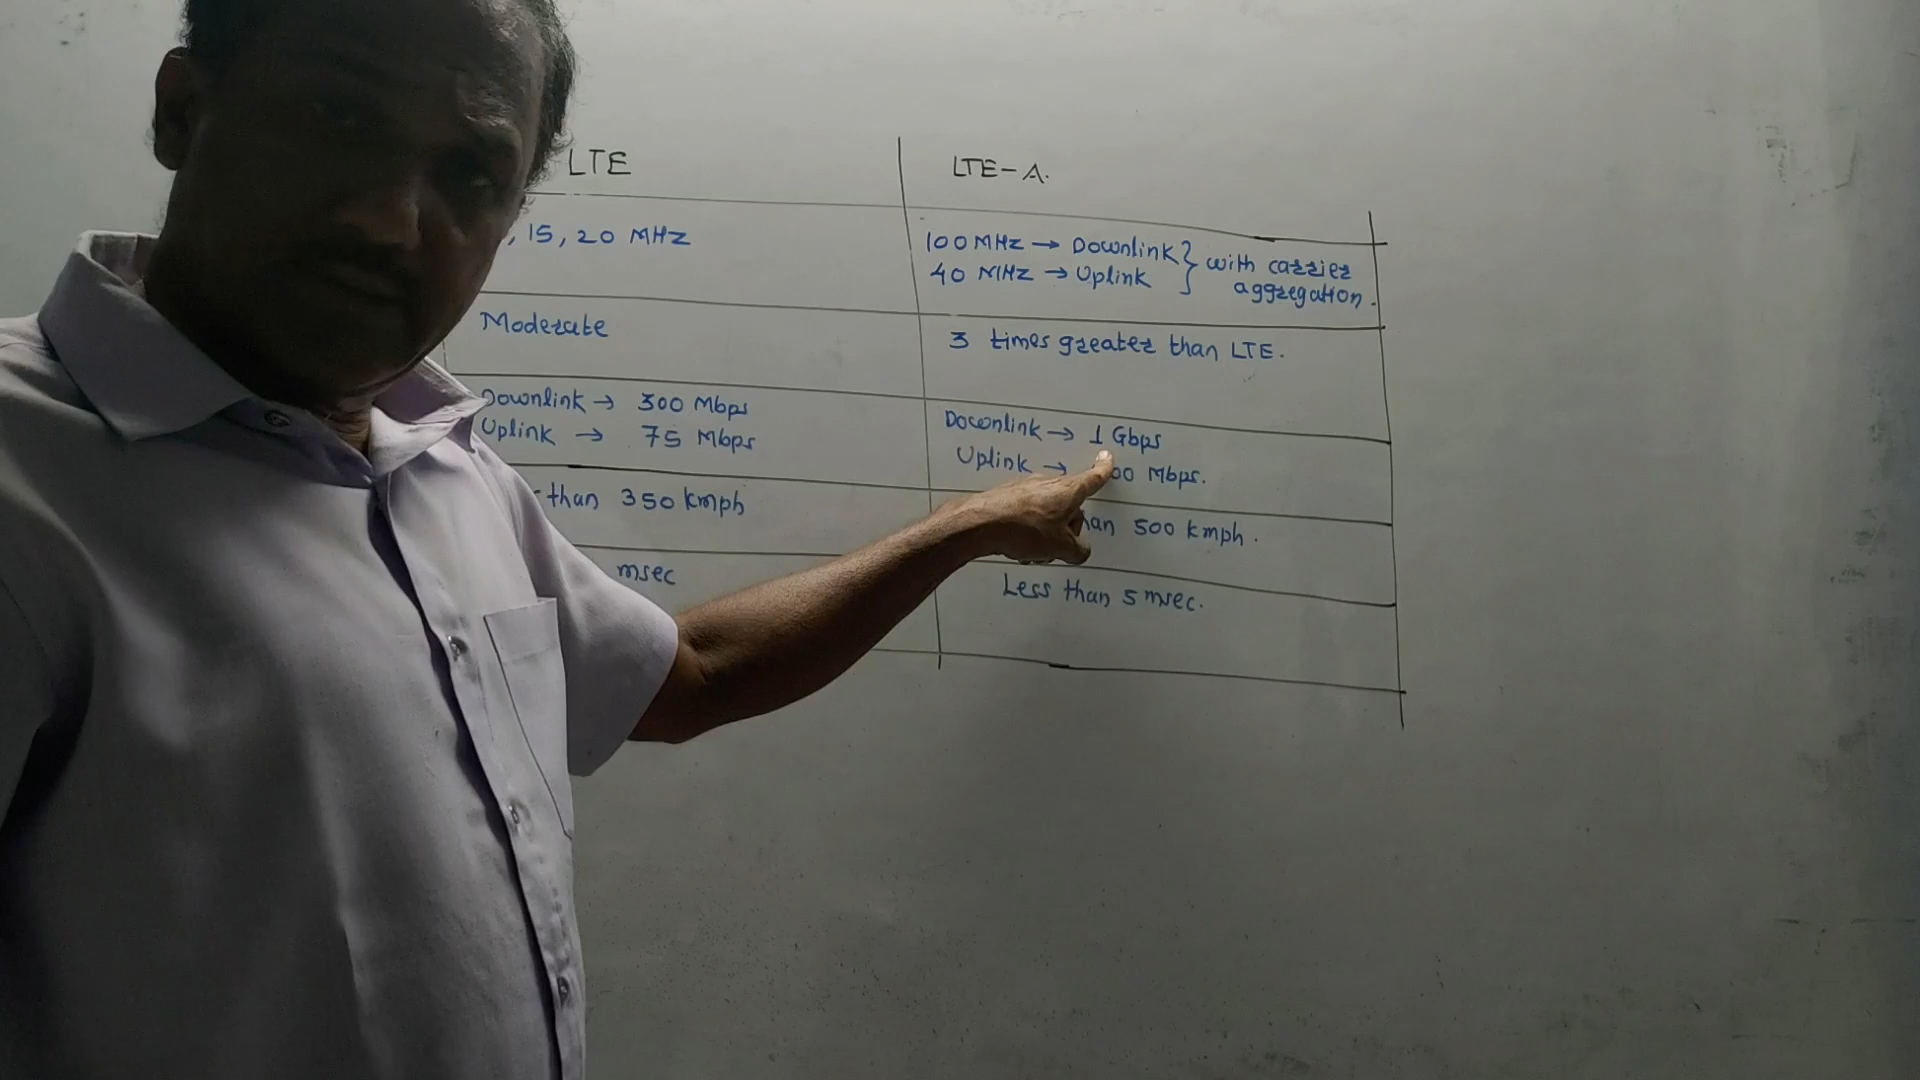 LTE
LTE-A.
, 15, 20 MHZ
100 MHZ → Downlink } with carrier
40 MHZ → Uplink aggregation.
Moderate
3 times greater than LTE.
Downlink → 300 Mbps
Uplink → 75 Mbps
Downlink → 1 Gbps
Uplink → 00 Mbps.
than 350 kmph
500 kmph.
msec
Less than 5 msec.